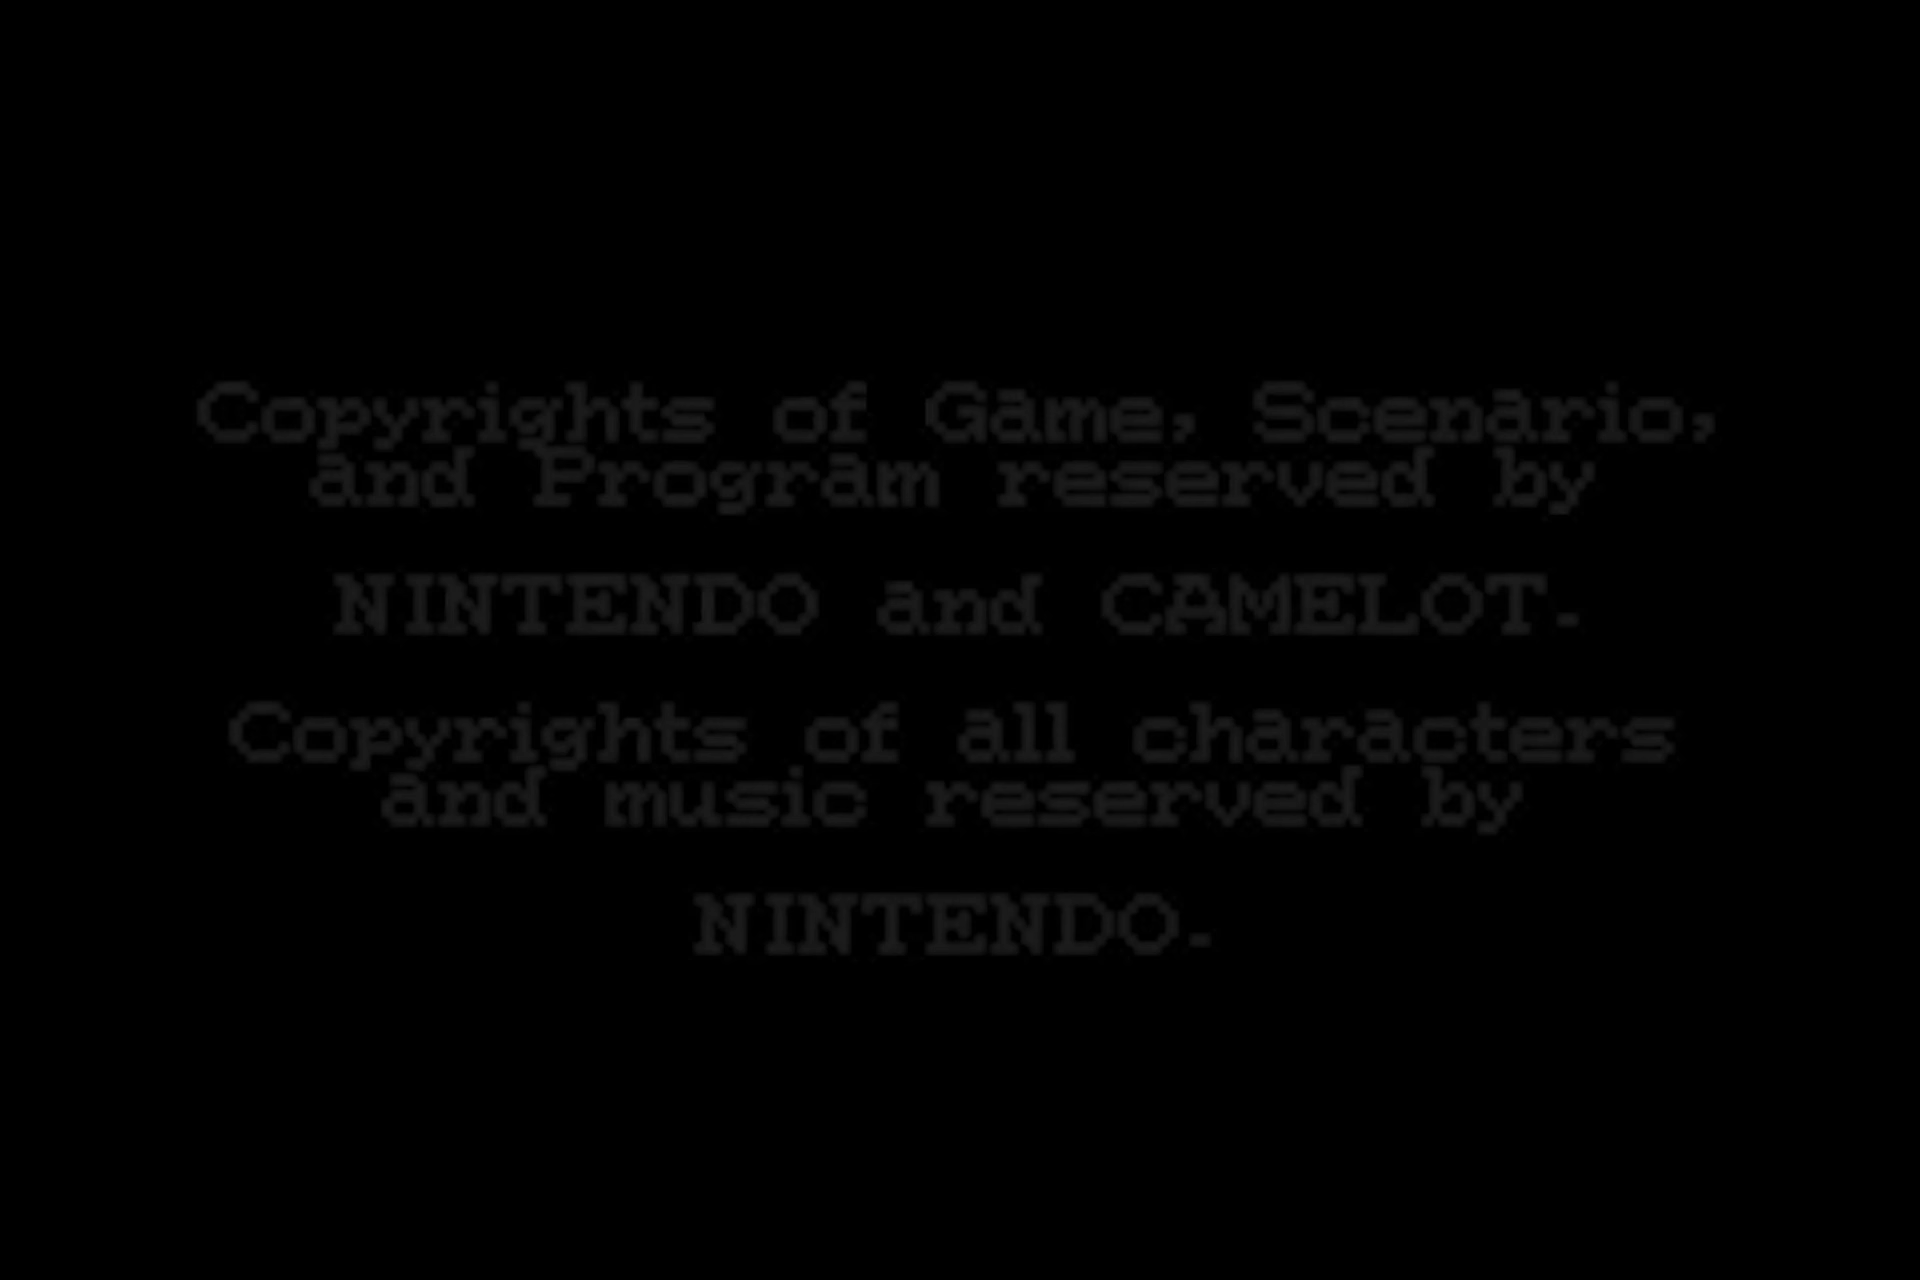 Copyrights of Game, Scenario,
and Program reserved by
NINTENDO and CAMELOT.
Copyrights of all characters
and music reserved by
NINTENDO.